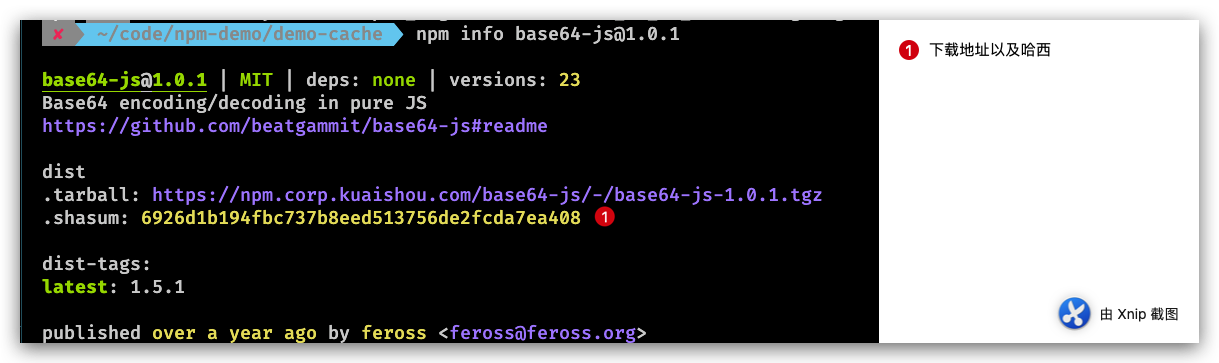 ✘ ~/code/npm-demo/demo-cache npm info base64-js@1.0.1
base64-js@1.0.1 | MIT | deps: none | versions: 23
Base64 encoding/decoding in pure JS
https://github.com/beatgammit/base64-js#readme
dist
.tarball: https://npm.corp.kuaishou.com/base64-js/-/base64-js-1.0.1.tgz
.shasum: 6926d1b194fbc737b8eed513756de2fcda7ea408 1
dist-tags:
latest: 1.5.1
published over a year ago by feross <feross@feross.org>
1 下载地址以及哈西
由 Xnip 截图